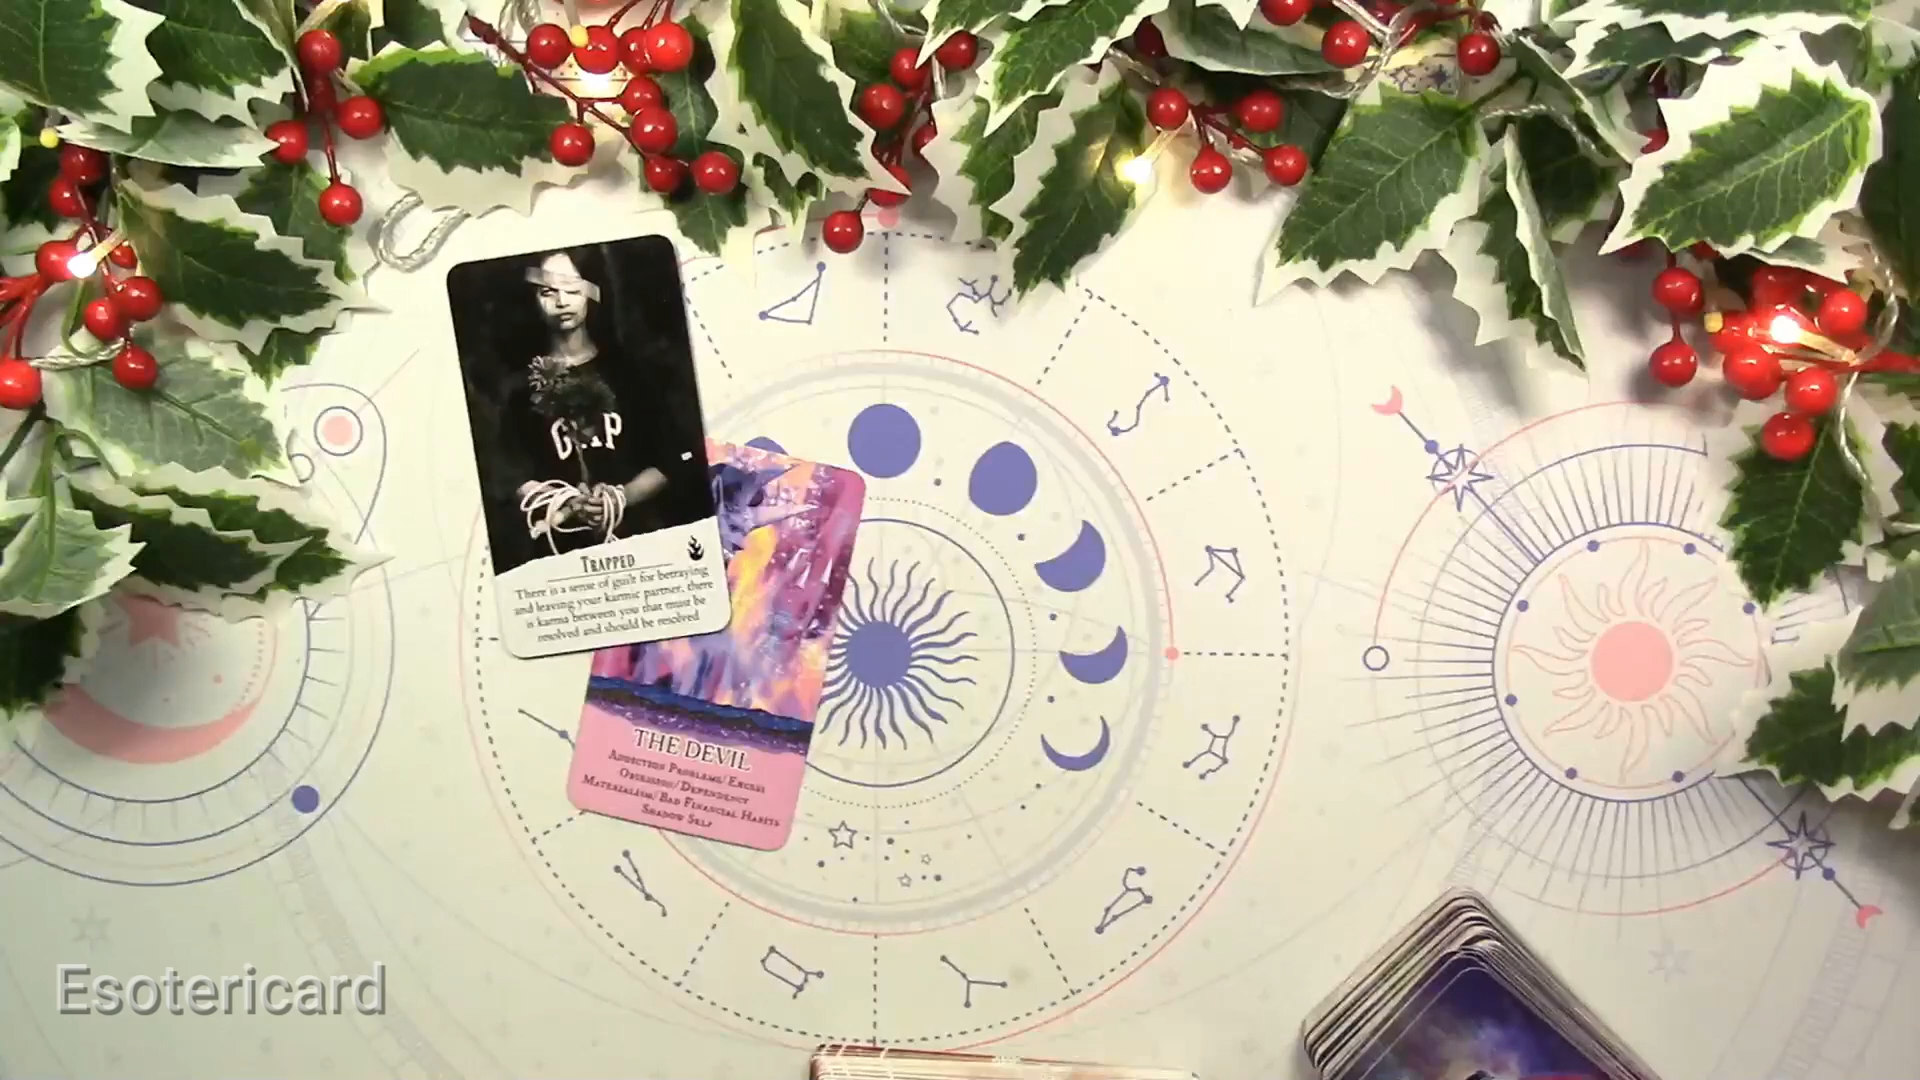 GAP
TRAPPED
There is a sense of guilt for betraying
and leaving your karmic partner, there
is karma between you that must be
resolved and should be resolved
THE DEVIL
ADDICTION PROBLEMS/EXCESS
OBSESSION/DEPENDENCY
MATERIALISM/BAD FINANCIAL HABITS
SHADOW SELF
Esotericard